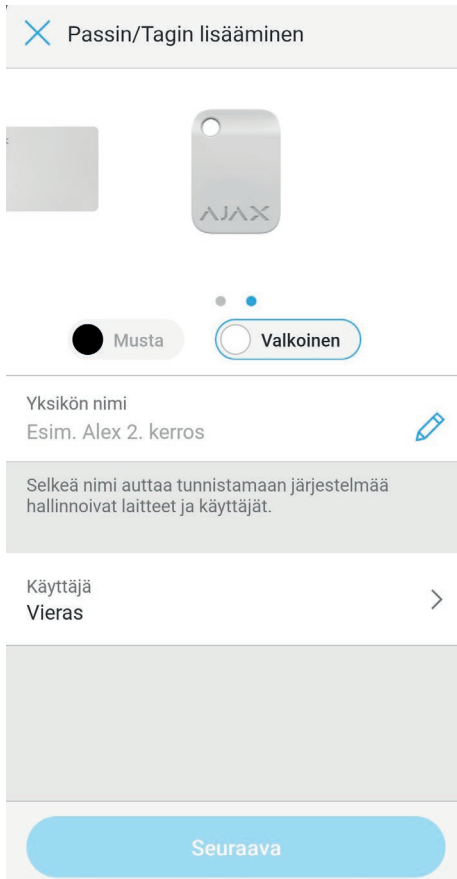 Passin/Tagin lisääminen
AJAX
Musta
Valkoinen
Yksikön nimi
Esim. Alex 2. kerros
Selkeä nimi auttaa tunnistamaan järjestelmää
hallinnoivat laitteet ja käyttäjät.
Käyttäjä
Vieras
Seuraava